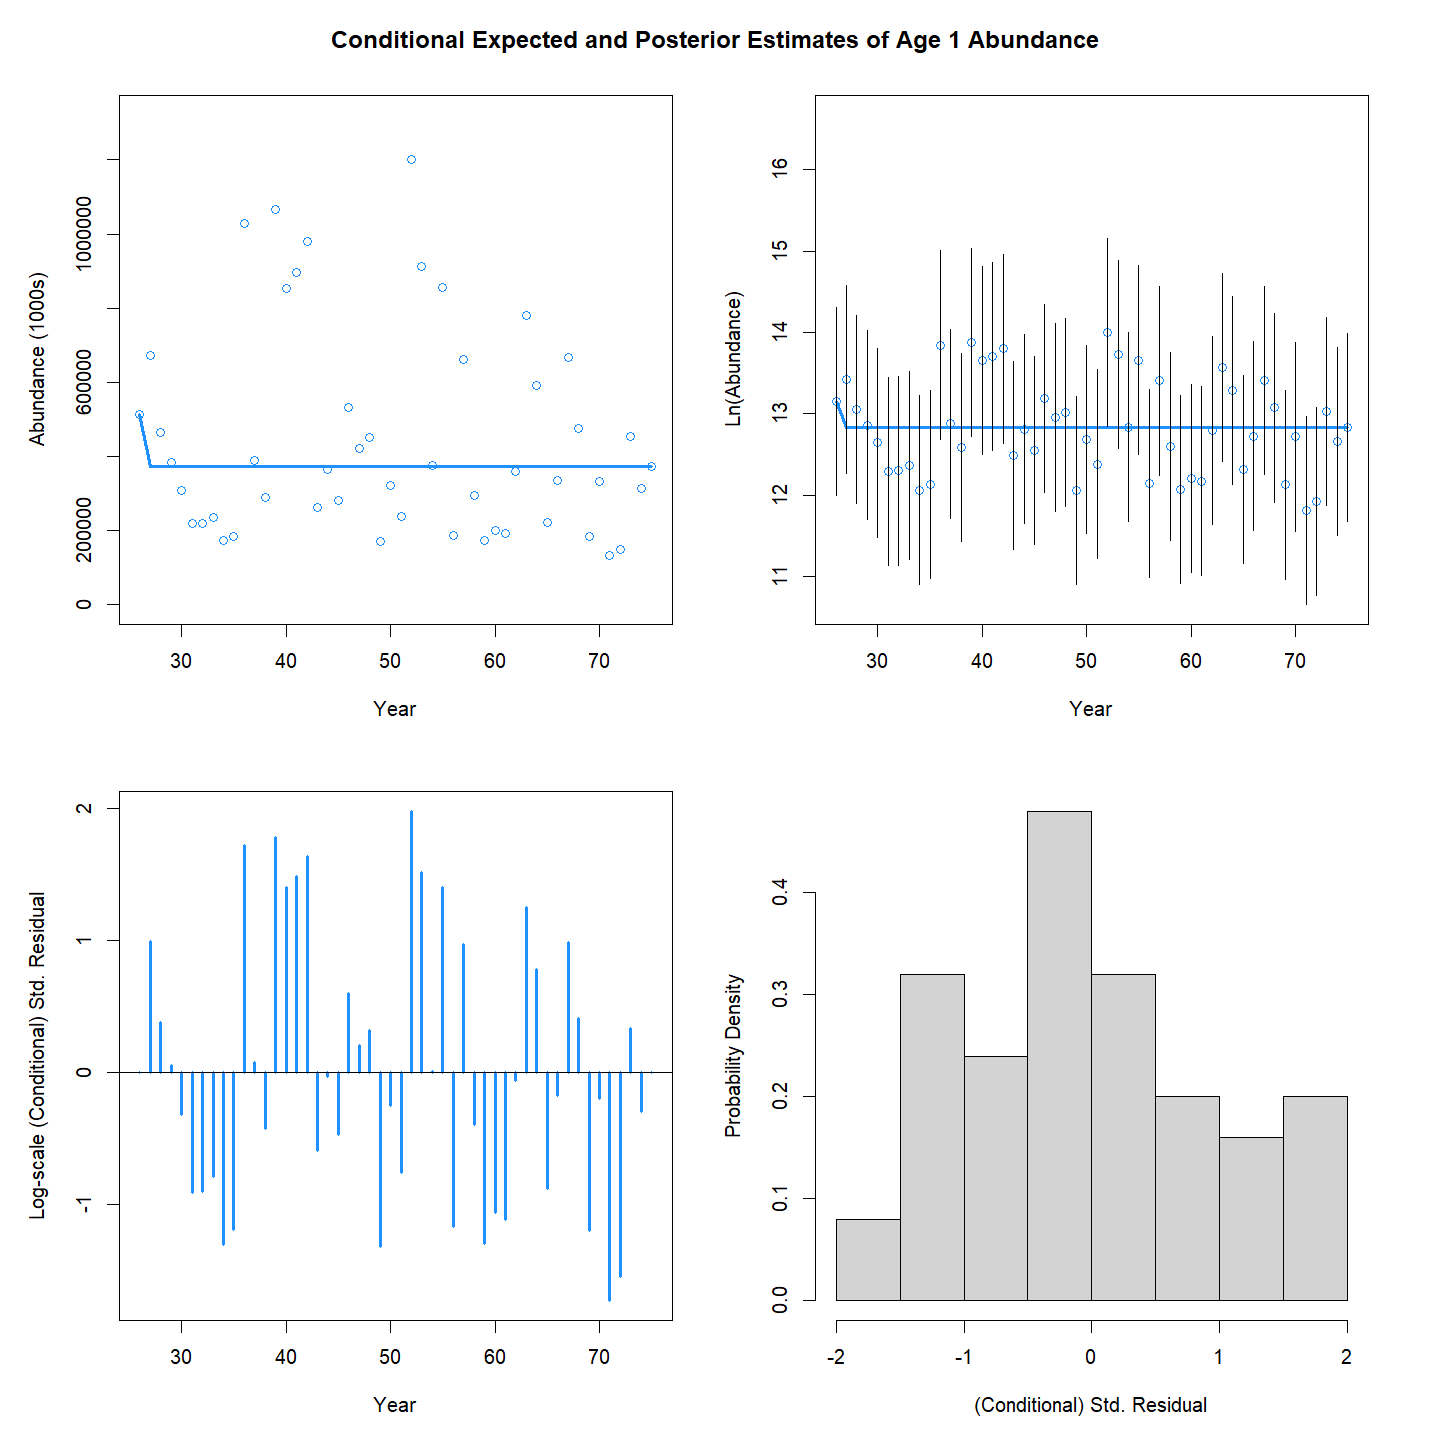 Conditional Expected and Posterior Estimates of Age 1 Abundance
Abundance (1000s)
0
200000
600000
1000000
30 40 50 60 70
Year
Ln(Abundance)
11
12
13
14
15
16
30 40 50 60 70
Year
Log-scale (Conditional) Std. Residual
-1
0
1
2
30 40 50 60 70
Year
Probability Density
0.0
0.1
0.2
0.3
0.4
-2 -1 0 1 2
(Conditional) Std. Residual